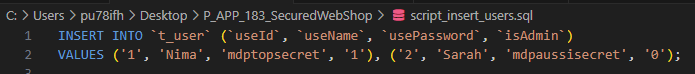 C: > Users > pu78ifh > Desktop > P_APP_183_SecuredWebShop > script_insert_users.sql
1 INSERT INTO `t_user` (`useId`, `useName`, `usePassword`, `isAdmin`)
2 VALUES ('1', 'Nima', 'mdptopsecret', '1'), ('2', 'Sarah', 'mdpaussisecret', '0');